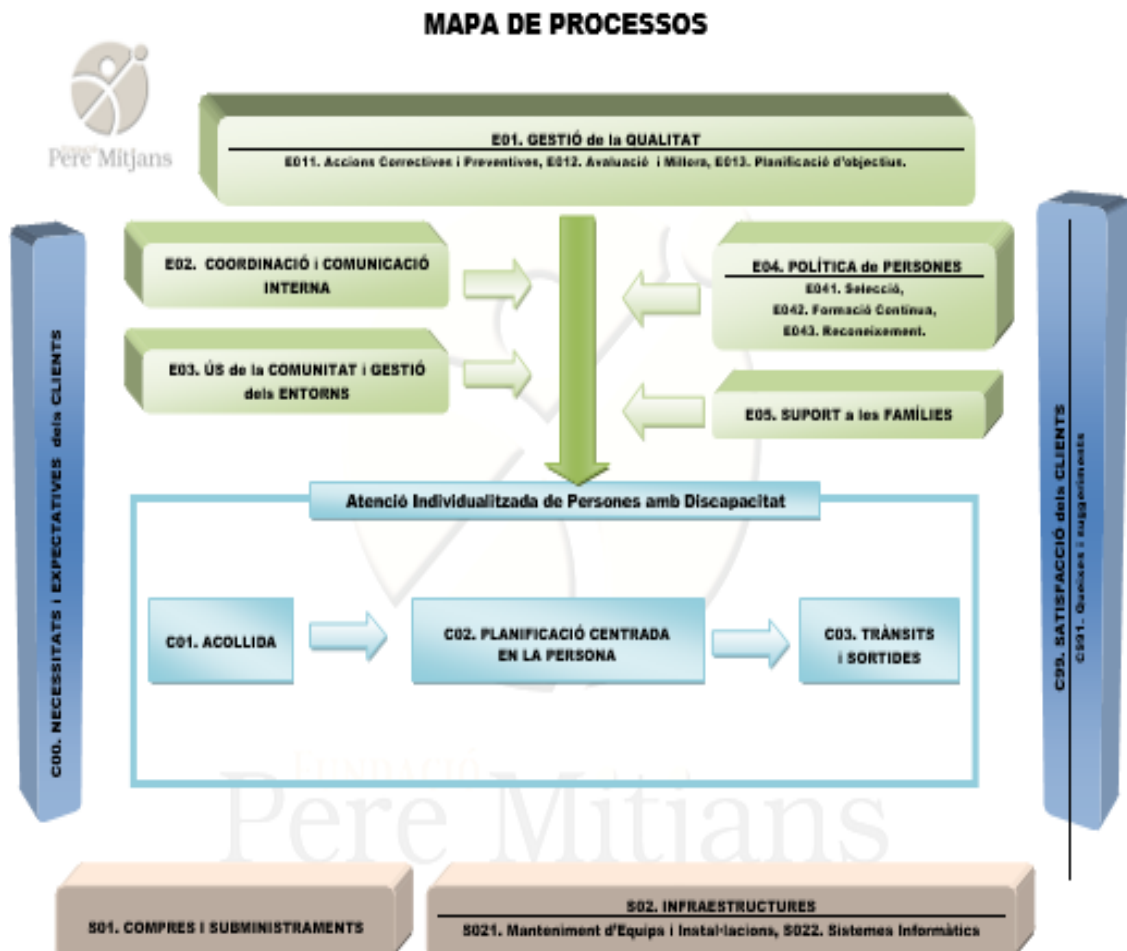 MAPA DE PROCESSOS
FUNDACIÓ
Pere Mitjans
E01. GESTIÓ de la QUALITAT
E011. Accions Correctives i Preventives, E012. Avaluació i Millora, E013. Planificació d'objectius.
E02. COORDINACIÓ i COMUNICACIÓ
INTERNA
E04. POLÍTICA de PERSONES
E041. Selecció,
E042. Formació Contínua,
E043. Reconeixement.
E03. ÚS de la COMUNITAT i GESTIÓ
dels ENTORNS
E05. SUPORT a les FAMÍLIES
C00. NECESSITATS i EXPECTATIVES dels CLIENTS
C99. SATISFACCIÓ dels CLIENTS
C991. Queixes i suggeriments
Atenció Individualitzada de Persones amb Discapacitat
C01. ACOLLIDA
C02. PLANIFICACIÓ CENTRADA
EN LA PERSONA
C03. TRÀNSITS
i SORTIDES
FUNDACIÓ
Pere Mitjans
S01. COMPRES I SUBMINISTRAMENTS
S02. INFRAESTRUCTURES
S021. Manteniment d'Equips i Instal·lacions, S022. Sistemes Informàtics